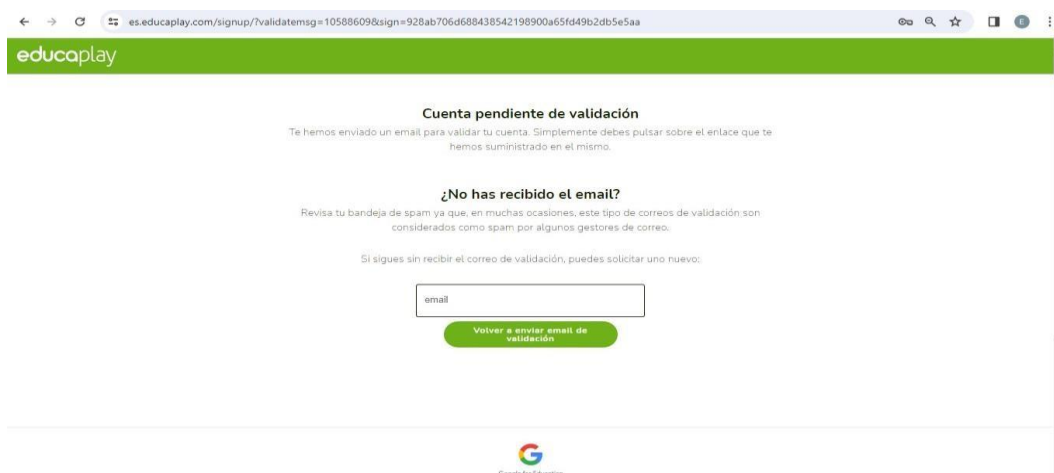 es.educaplay.com/signup/?validatemsg=10588609&sign=928ab706d688438542198900a65fd49b2db5e5aa
E
educaplay
Cuenta pendiente de validación
Te hemos enviado un email para validar tu cuenta. Simplemente debes pulsar sobre el enlace que te
hemos suministrado en el mismo.
¿No has recibido el email?
Revisa tu bandeja de spam ya que, en muchas ocasiones, este tipo de correos de validación son
considerados como spam por algunos gestores de correo.
Si sigues sin recibir el correo de validación, puedes solicitar uno nuevo:
email
Volver a enviar email de
validación
Google for Education